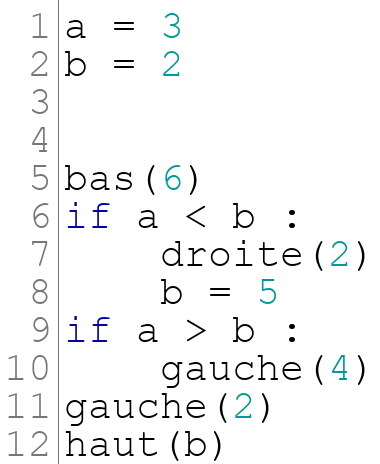 1 a = 3
2 b = 2
3
4
5 bas(6)
6 if a < b :
7     droite(2)
8     b = 5
9 if a > b :
10     gauche(4)
11 gauche(2)
12 haut(b)